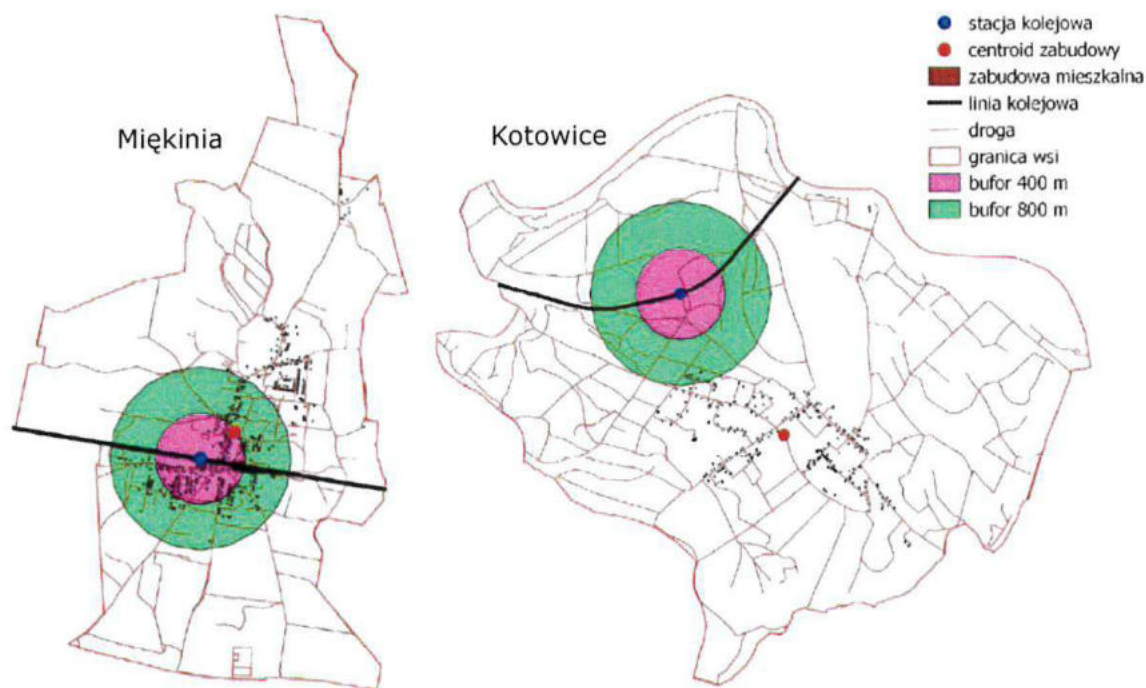 Miękinia
Kotowice
stacja kolejowa
centroid zabudowy
zabudowa mieszkalna
linia kolejowa
droga
granica wsi
bufor 400 m
bufor 800 m